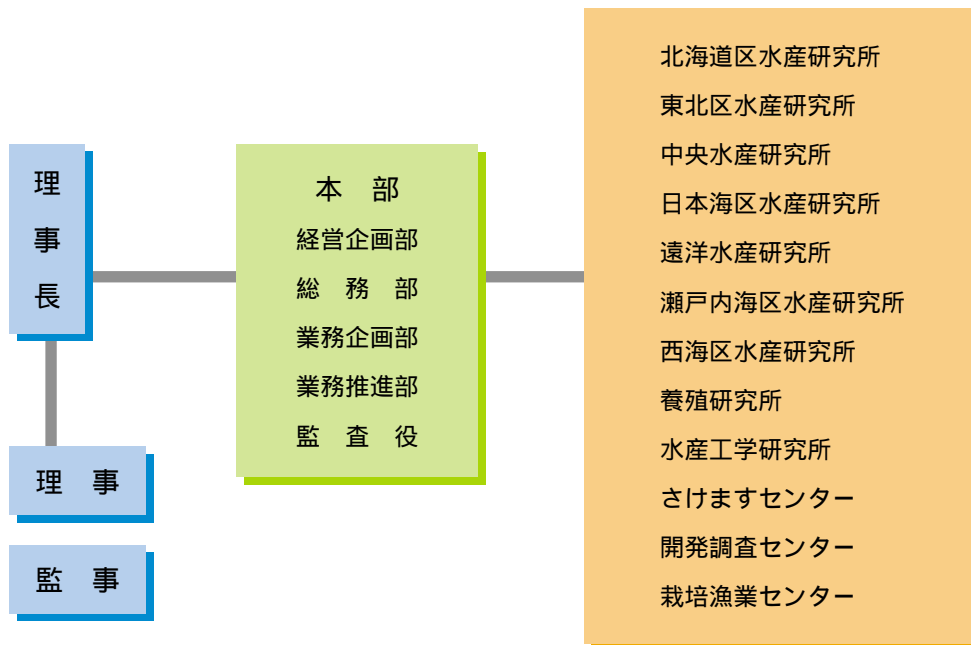 理事長
理　事
監　事
本　部
経営企画部
総　務　部
業務企画部
業務推進部
監　査　役
北海道区水産研究所
東北区水産研究所
中央水産研究所
日本海区水産研究所
遠洋水産研究所
瀬戸内海区水産研究所
西海区水産研究所
養殖研究所
水産工学研究所
さけますセンター
開発調査センター
栽培漁業センター